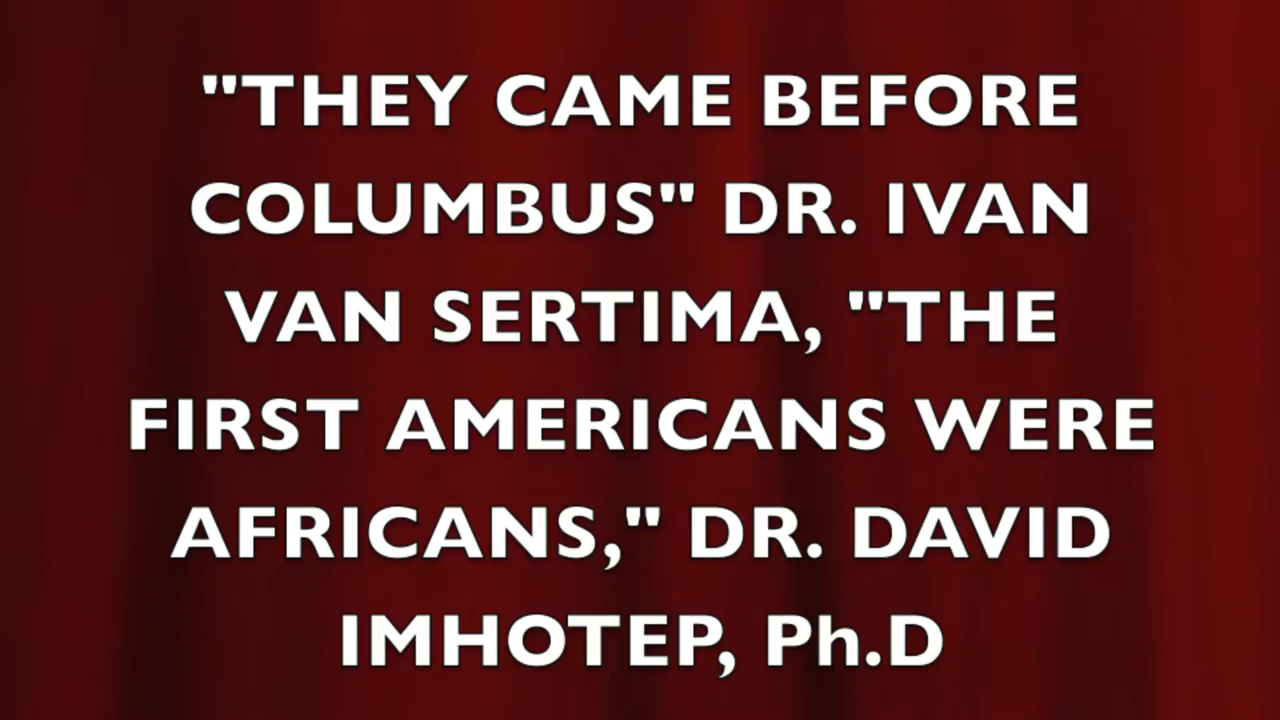 "THEY CAME BEFORE
COLUMBUS" DR. IVAN
VAN SERTIMA, "THE
FIRST AMERICANS WERE
AFRICANS," DR. DAVID
IMHOTEP, Ph.D